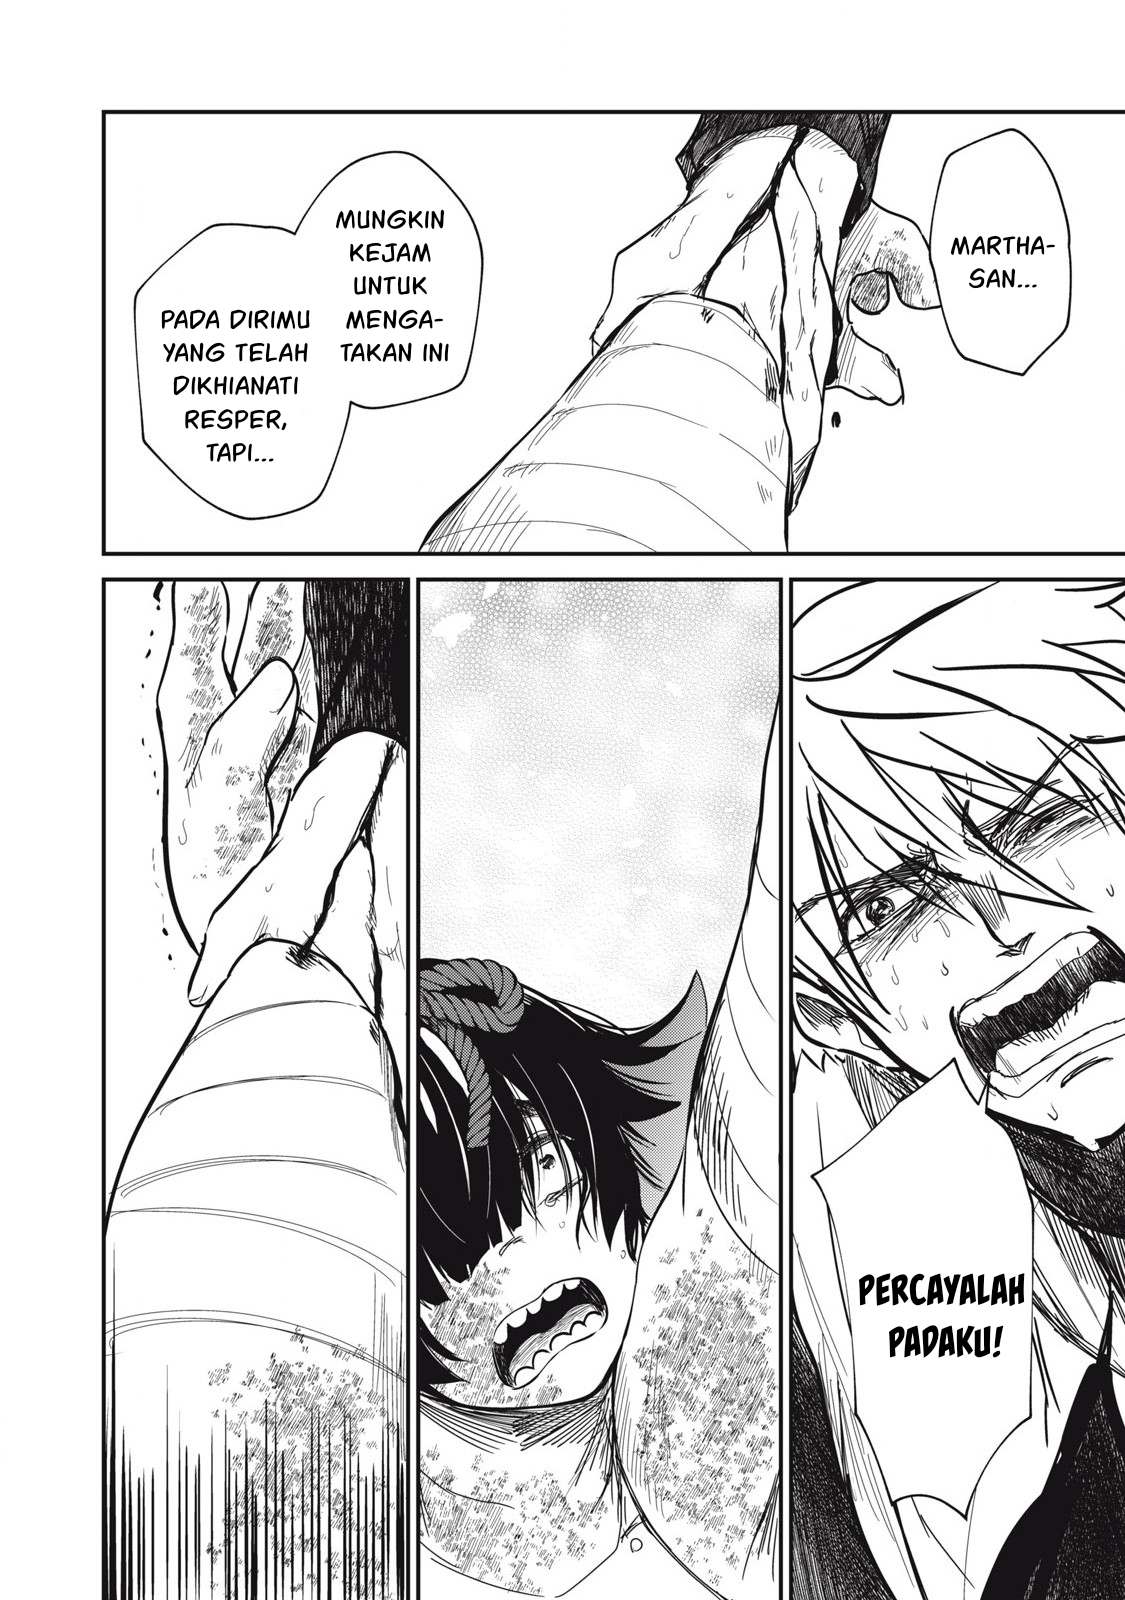 MARTHA-
SAN...
MUNGKIN
KEJAM
UNTUK
MENGA-
TAKAN INI
PADA DIRIMU
YANG TELAH
DIKHIANATI
RESPER,
TAPI...
PERCAYALAH
PADAKU!